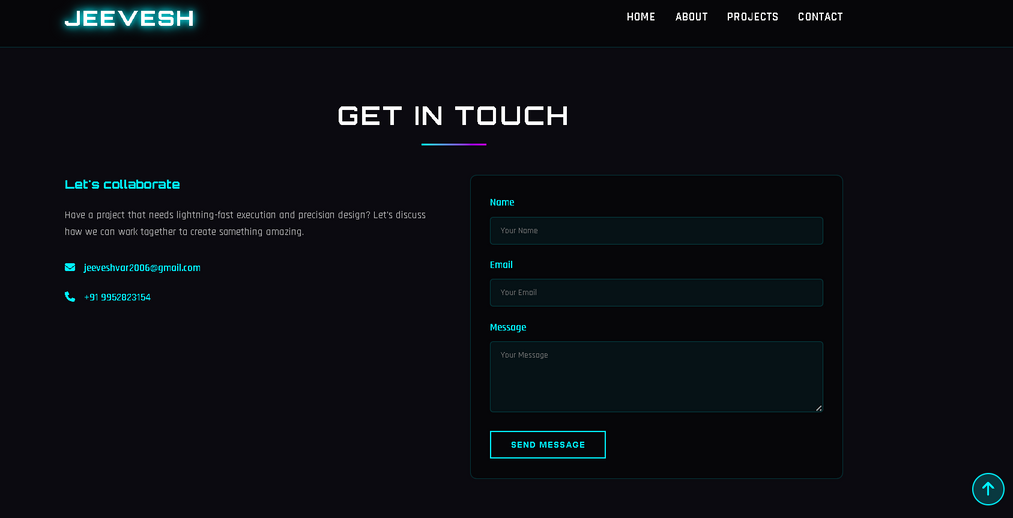 JEEVESH
HOME ABOUT PROJECTS CONTACT
GET IN TOUCH
Let's collaborate
Have a project that needs lightning-fast execution and precision design? Let's discuss
how we can work together to create something amazing.
jeeveshvar2006@gmail.com
+91 9952023154
Name
Your Name
Email
Your Email
Message
Your Message
SEND MESSAGE